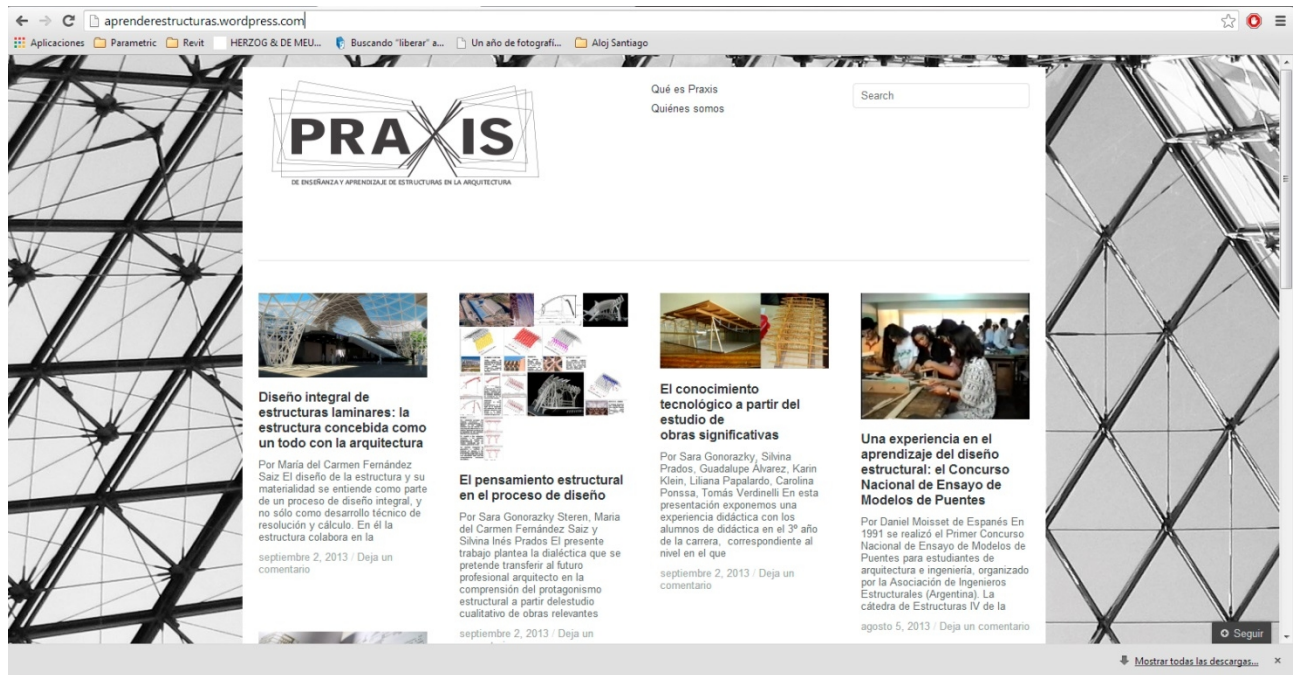 aprenderestructuras.wordpress.com
Aplicaciones Parametric Revit HERZOG & DE MEU... Buscando "liberar" a... Un año de fotografí... Aloj Santiago
PRAXIS
DE ENSEÑANZA Y APRENDIZAJE DE ESTRUCTURAS EN LA ARQUITECTURA
Qué es Praxis
Quiénes somos
Search
Diseño integral de
estructuras laminares: la
estructura concebida como
un todo con la arquitectura
Por María del Carmen Fernández
Saiz El diseño de la estructura y su
materialidad se entiende como parte
de un proceso de diseño integral, y
no sólo como desarrollo técnico de
resolución y cálculo. En él la
estructura colabora en la
septiembre 2, 2013 / Deja un
comentario
El pensamiento estructural
en el proceso de diseño
Por Sara Gonorazky Steren, Maria
del Carmen Fernández Saiz y
Silvina Inés Prados El presente
trabajo plantea la dialéctica que se
pretende transferir al futuro
profesional arquitecto en la
comprensión del protagonismo
estructural a partir delestudio
cualitativo de obras relevantes
septiembre 2, 2013 / Deja un
El conocimiento
tecnológico a partir del
estudio de
obras significativas
Por Sara Gonorazky, Silvina
Prados, Guadalupe Álvarez, Karin
Klein, Liliana Papalardo, Carolina
Ponssa, Tomás Verdinelli En esta
presentación exponemos una
experiencia didáctica con los
alumnos de didáctica en el 3º año
de la carrera, correspondiente al
nivel en el que
septiembre 2, 2013 / Deja un
comentario
Una experiencia en el
aprendizaje del diseño
estructural: el Concurso
Nacional de Ensayo de
Modelos de Puentes
Por Daniel Moisset de Espanés En
1991 se realizó el Primer Concurso
Nacional de Ensayo de Modelos de
Puentes para estudiantes de
arquitectura e ingeniería, organizado
por la Asociación de Ingenieros
Estructurales (Argentina). La
cátedra de Estructuras IV de la
agosto 5, 2013 / Deja un comentario
Seguir
Mostrar todas las descargas...